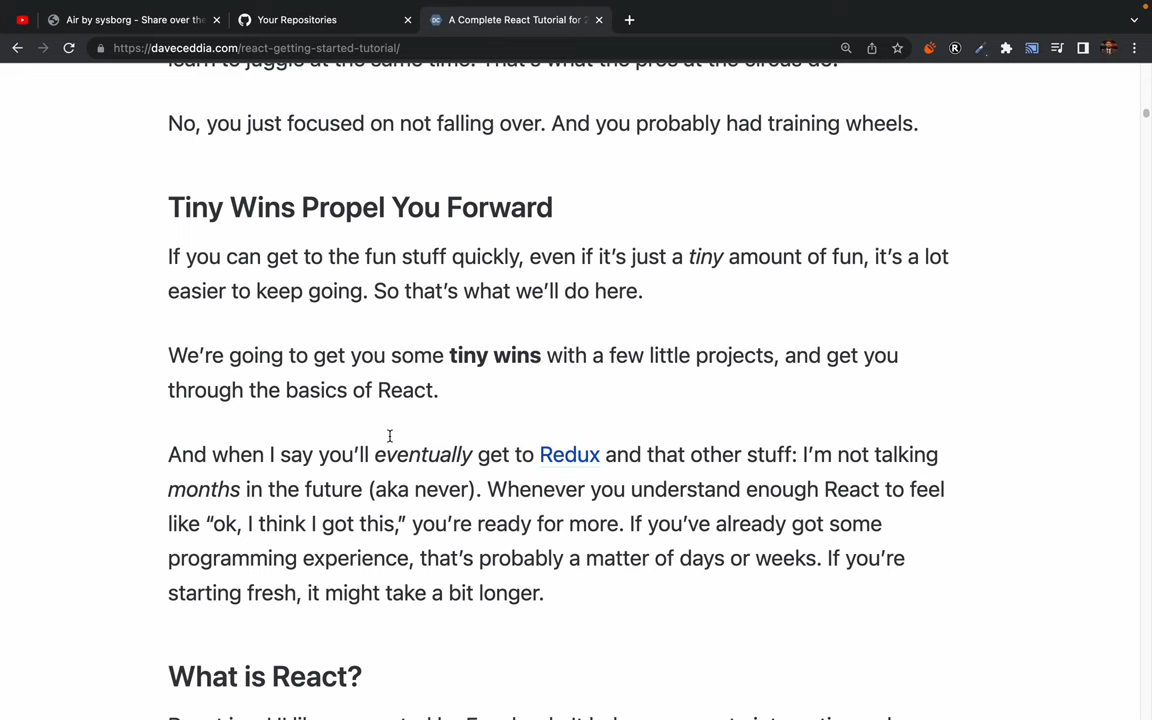 Air by sysborg - Share over the
Your Repositories
A Complete React Tutorial for 2
https://daveceddia.com/react-getting-started-tutorial/
learn to juggle at the same time. That's what the pros at the circus do.
No, you just focused on not falling over. And you probably had training wheels.
Tiny Wins Propel You Forward
If you can get to the fun stuff quickly, even if it's just a tiny amount of fun, it's a lot
easier to keep going. So that's what we'll do here.
We're going to get you some tiny wins with a few little projects, and get you
through the basics of React.
And when I say you'll eventually get to Redux and that other stuff: I'm not talking
months in the future (aka never). Whenever you understand enough React to feel
like “ok, I think I got this,” you're ready for more. If you've already got some
programming experience, that's probably a matter of days or weeks. If you're
starting fresh, it might take a bit longer.
What is React?